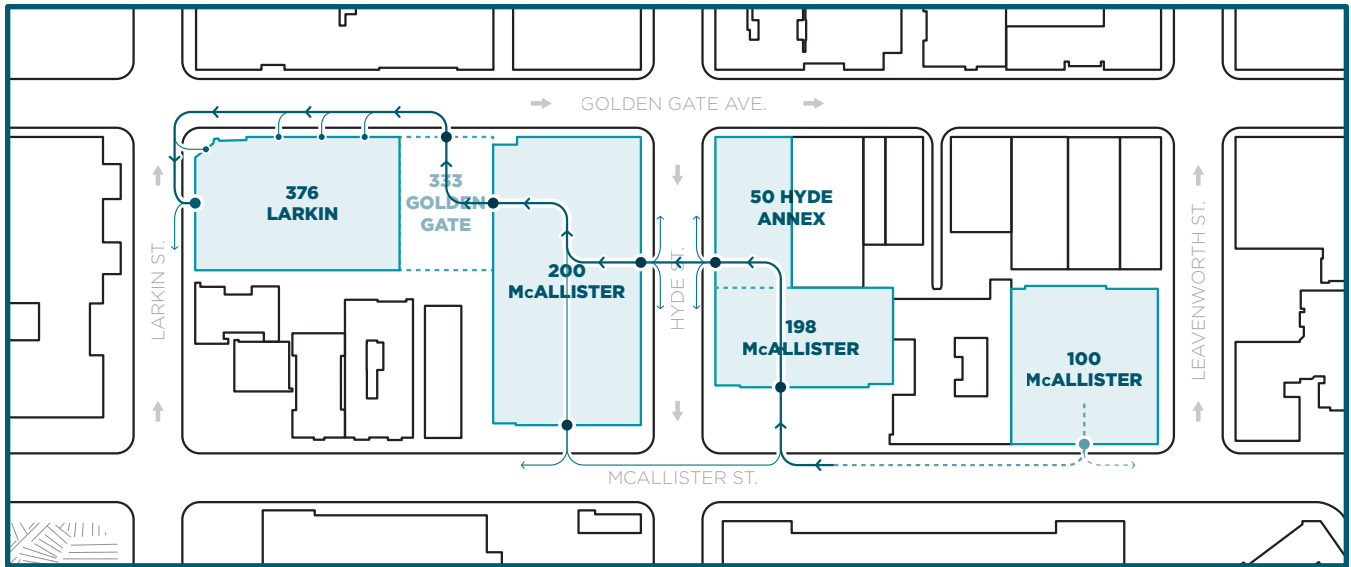 GOLDEN GATE AVE.
376
LARKIN
333
GOLDEN
GATE
50 HYDE
ANNEX
200
McALLISTER
198
McALLISTER
100
McALLISTER
LARKIN ST.
HYDE ST.
LEAVENWORTH ST.
MCALLISTER ST.